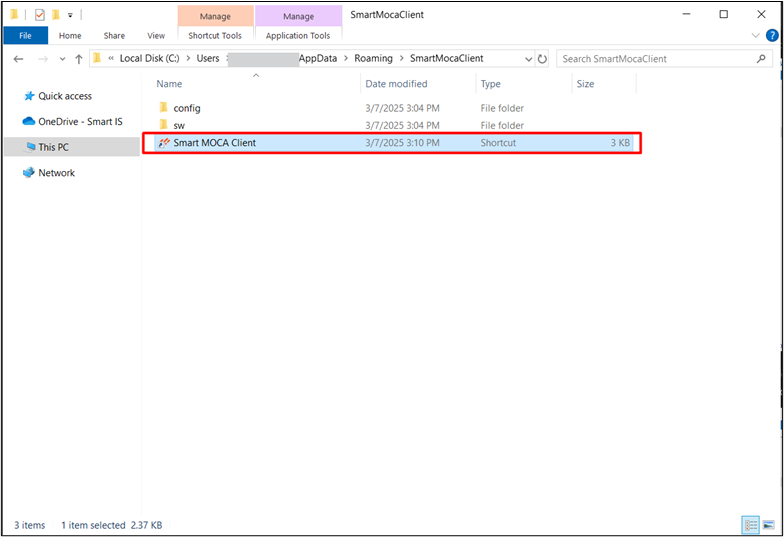 Manage Manage SmartMocaClient
File Home Share View Shortcut Tools Application Tools
« Local Disk (C:) > Users > AppData > Roaming > SmartMocaClient Search SmartMocaClient
Name Date modified Type Size
Quick access
OneDrive - Smart IS
This PC
Network
config 3/7/2025 3:04 PM File folder
sw 3/7/2025 3:04 PM File folder
Smart MOCA Client 3/7/2025 3:10 PM Shortcut 3 KB
3 items 1 item selected 2.37 KB